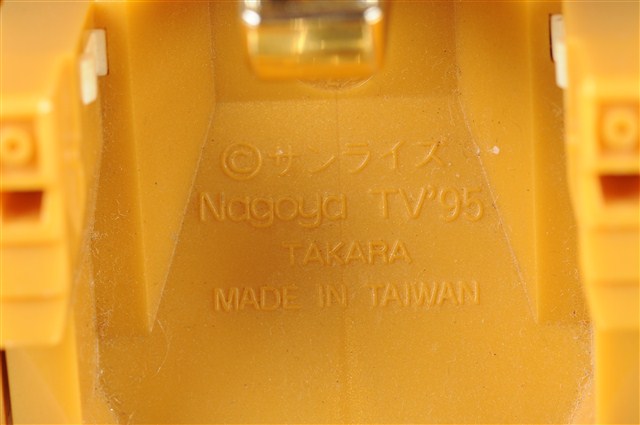 ©サンライズ
Nagoya TV'95
TAKARA
MADE IN TAIWAN